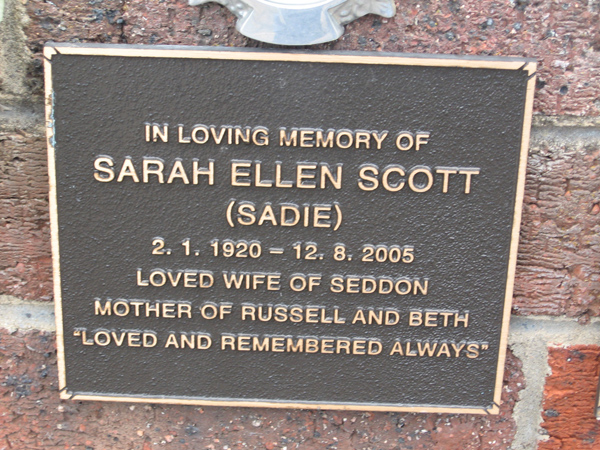 IN LOVING MEMORY OF
SARAH ELLEN SCOTT
(SADIE)
2. 1. 1920 – 12. 8. 2005
LOVED WIFE OF SEDDON
MOTHER OF RUSSELL AND BETH
"LOVED AND REMEMBERED ALWAYS"